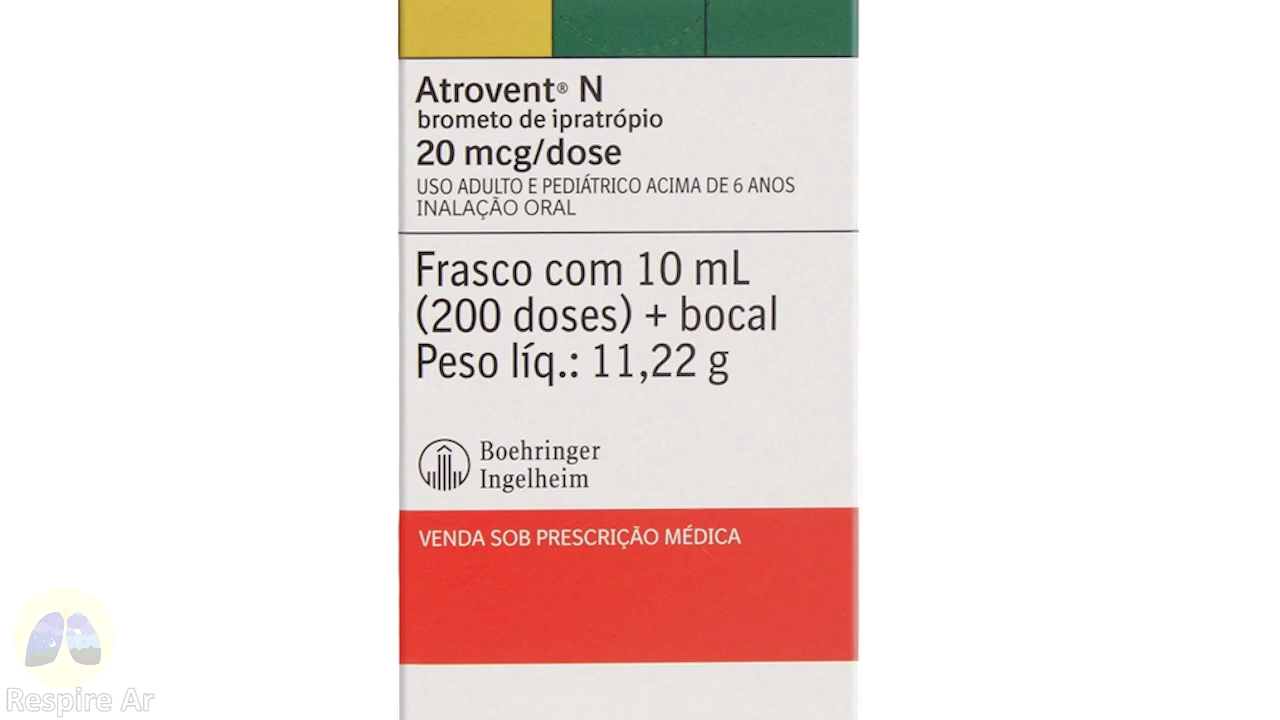 Atrovent® N
brometo de ipratrópio
20 mcg/dose
USO ADULTO E PEDIÁTRICO ACIMA DE 6 ANOS
INALAÇÃO ORAL
Frasco com 10 mL
(200 doses) + bocal
Peso líq.: 11,22 g
Boehringer
Ingelheim
VENDA SOB PRESCRIÇÃO MÉDICA
Respire Ar